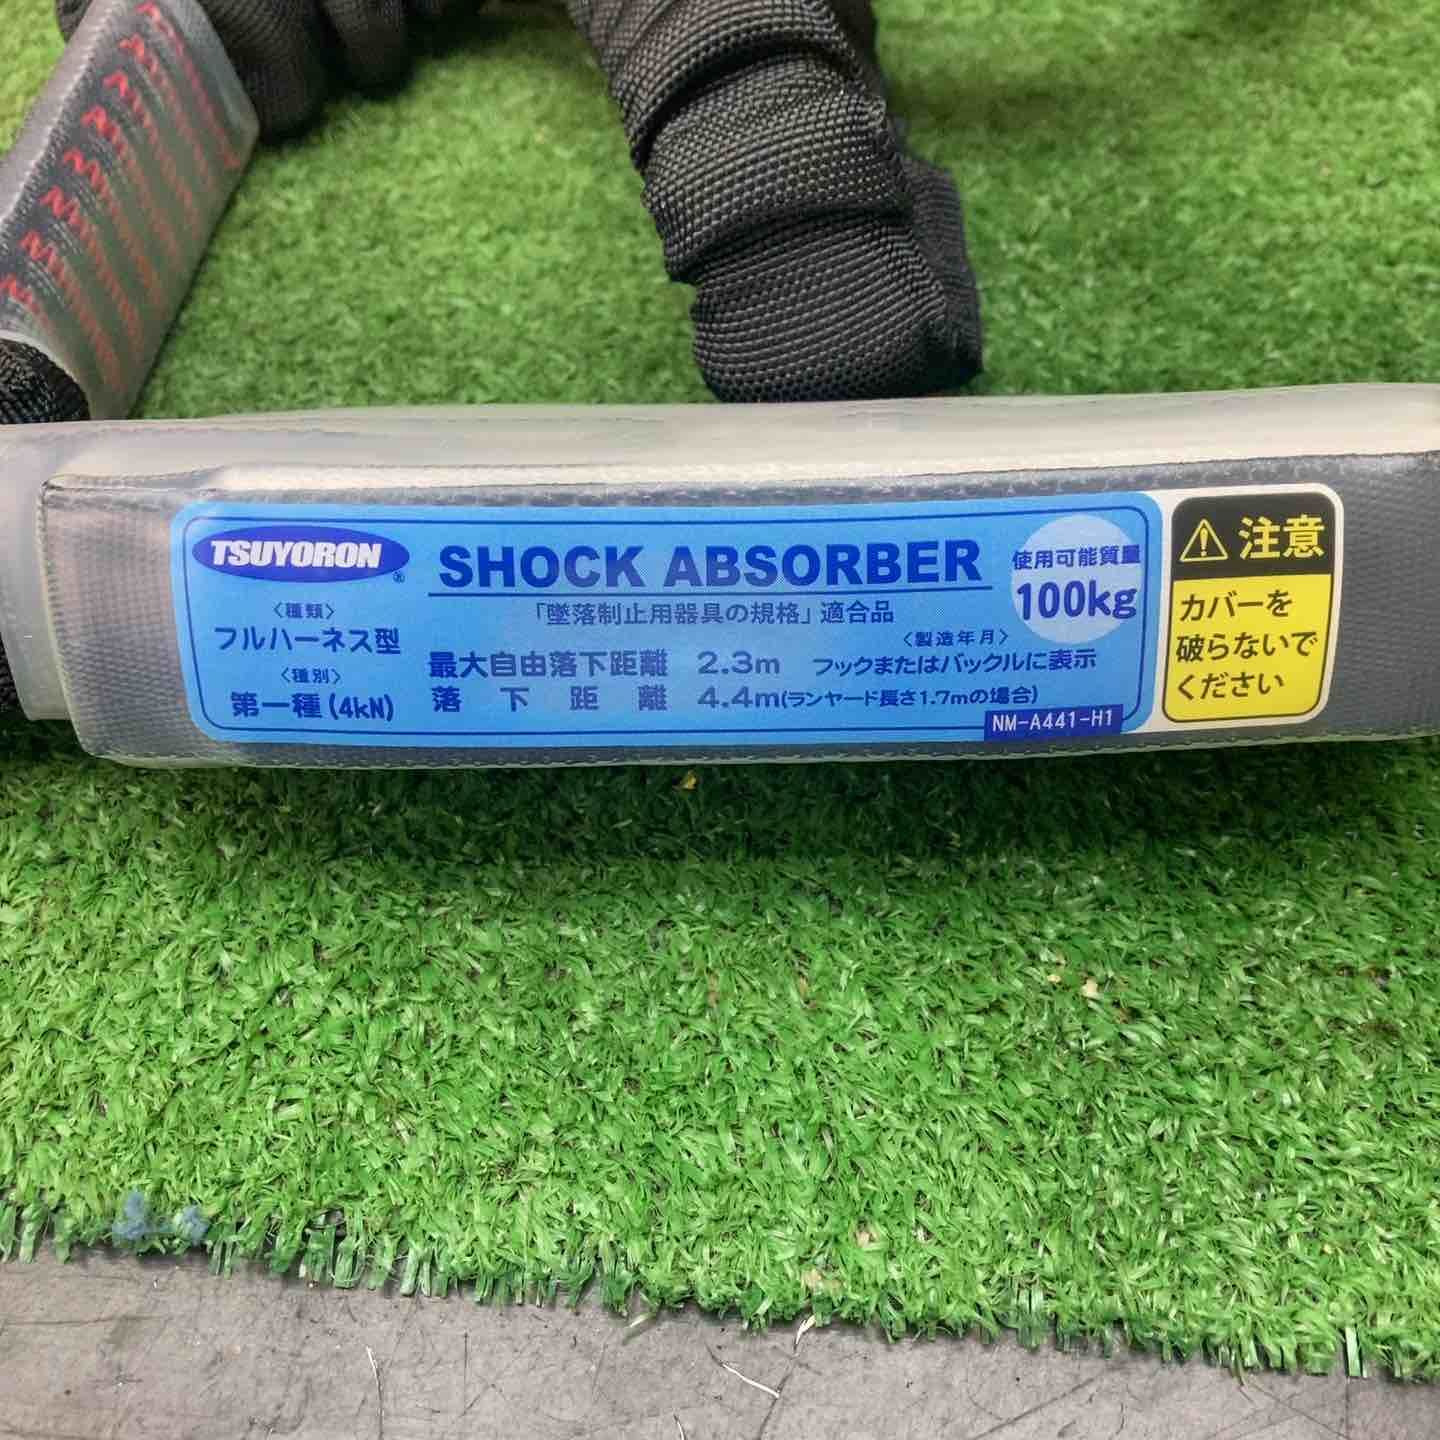 TSUYORON®
SHOCK ABSORBER
「墜落制止用器具の規格」適合品
使用可能質量
100kg
〈種類〉
フルハーネス型
〈種別〉
第一種(4kN)
〈製造年月〉
最大自由落下距離 2.3m フックまたはバックルに表示
落下距離 4.4m(ランヤード長さ1.7mの場合)
NM-A441-H1
⚠注意
カバーを
破らないで
ください